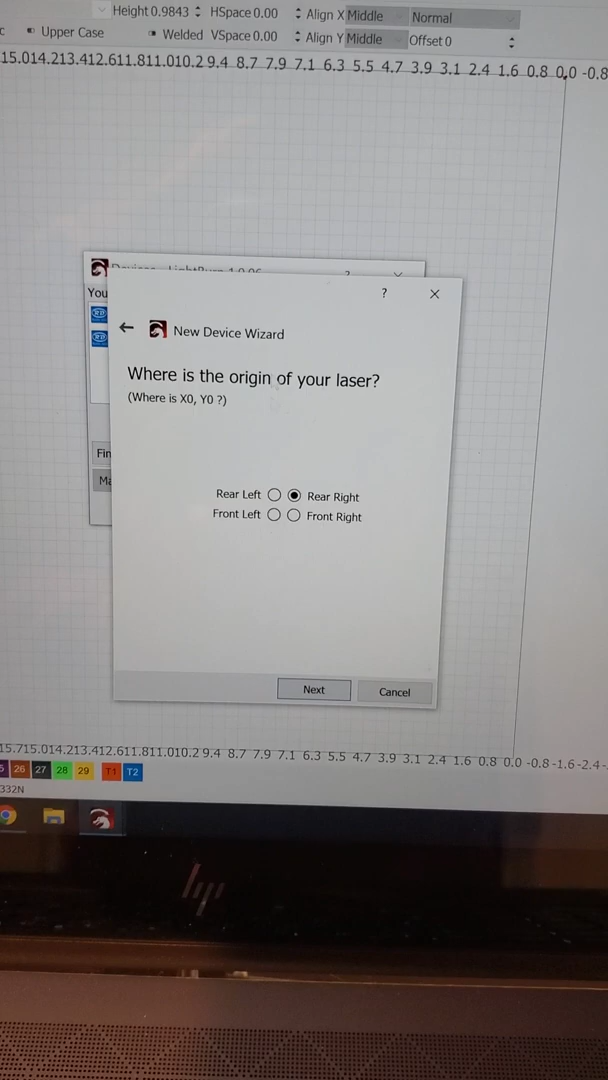 Height 0.9843 HSpace 0.00 Align X Middle Normal
c Upper Case Welded VSpace 0.00 Align Y Middle Offset 0
15.014.213.412.611.811.010.2 9.4 8.7 7.9 7.1 6.3 5.5 4.7 3.9 3.1 2.4 1.6 0.8 0.0 -0.8
? 
You
?
New Device Wizard
Where is the origin of your laser?
(Where is X0, Y0 ?)
Fin
Ma
Rear Left Rear Right
Front Left Front Right
Next Cancel
15.715.014.213.412.611.811.010.2 9.4 8.7 7.9 7.1 6.3 5.5 4.7 3.9 3.1 2.4 1.6 0.8 0.0 -0.8 -1.6 -2.4
26 27 28 29 T1 T2
332N
hp